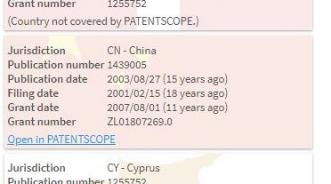 Grant number 1255752
(Country not covered by PATENTSCOPE.)
Jurisdiction CN - China
Publication number 1439005
Publication date 2003/08/27 (15 years ago)
Filing date 2001/02/15 (18 years ago)
Grant date 2007/08/01 (11 years ago)
Grant number ZL01807269.0
Open in PATENTSCOPE
Jurisdiction CY - Cyprus
Publication number 1255752